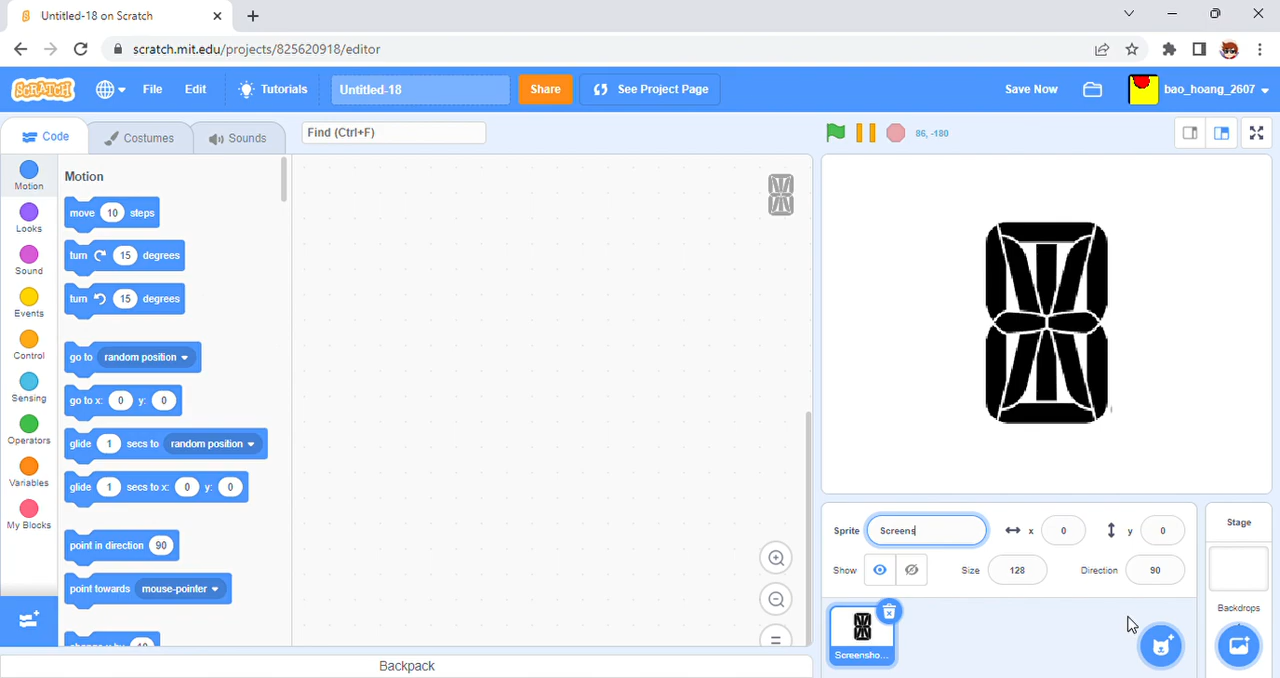 Untitled-18 on Scratch
scratch.mit.edu/projects/825620918/editor
SCRATCH File Edit Tutorials Untitled-18 Share See Project Page Save Now bao_hoang_2607
Code Costumes Sounds Find (Ctrl+F) 86, -180
Motion
Looks
Sound
Events
Control
Sensing
Operators
Variables
My Blocks
Motion
move 10 steps
turn 15 degrees
turn 15 degrees
go to random position
go to x: 0 y: 0
glide 1 secs to random position
glide 1 secs to x: 0 y: 0
point in direction 90
point towards mouse-pointer
Backpack
Sprite Screens x 0 y 0
Show Size 128 Direction 90
Screensho...
Stage
Backdrops